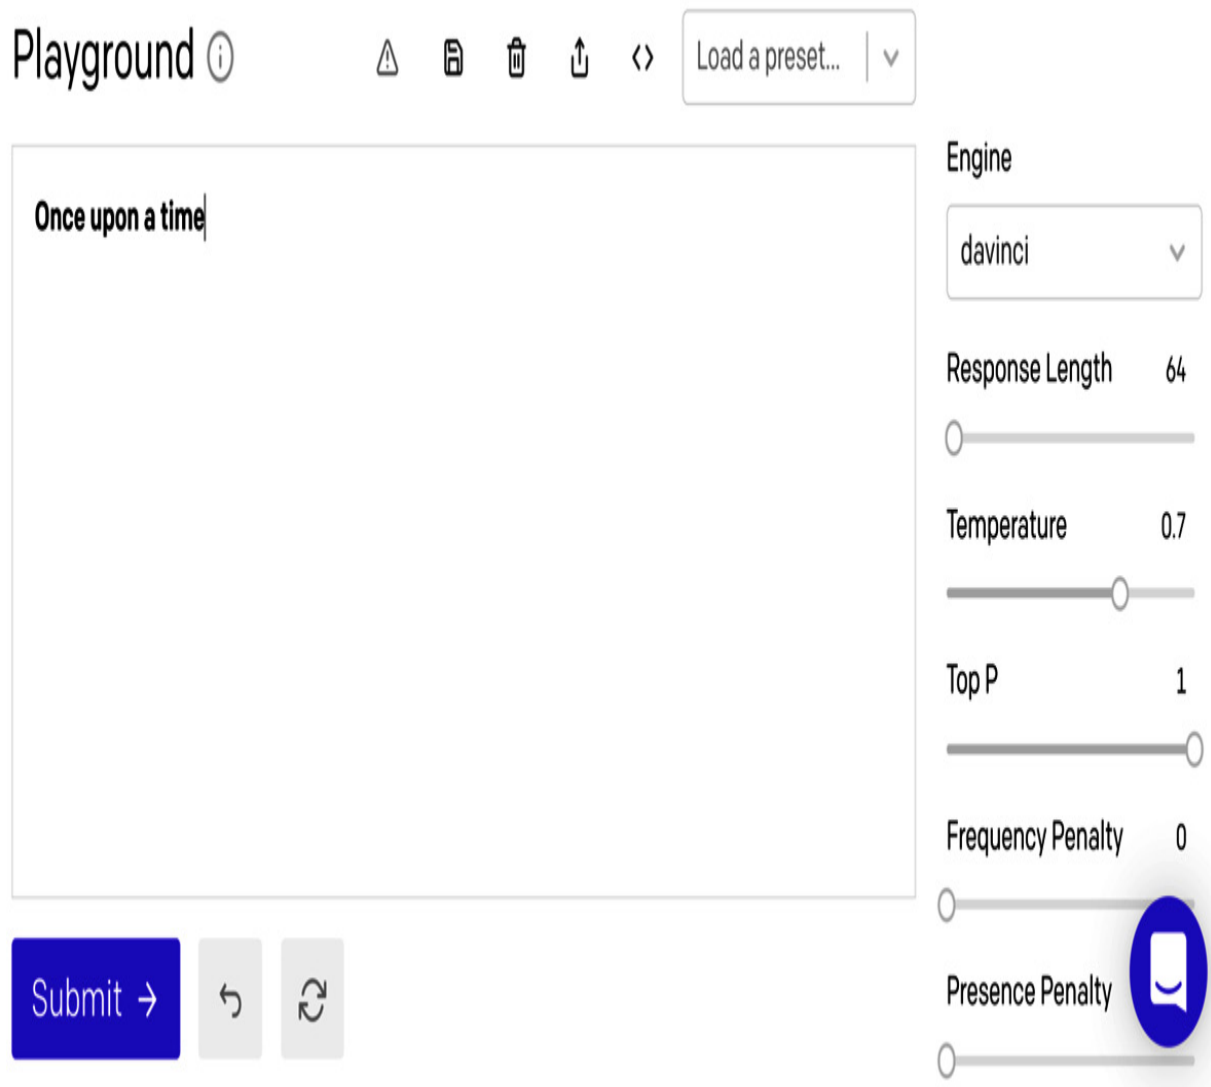 Playground
Load a preset...
Once upon a time
Engine
davinci
Response Length 64
Temperature 0.7
Top P 1
Frequency Penalty 0
Presence Penalty
Submit →